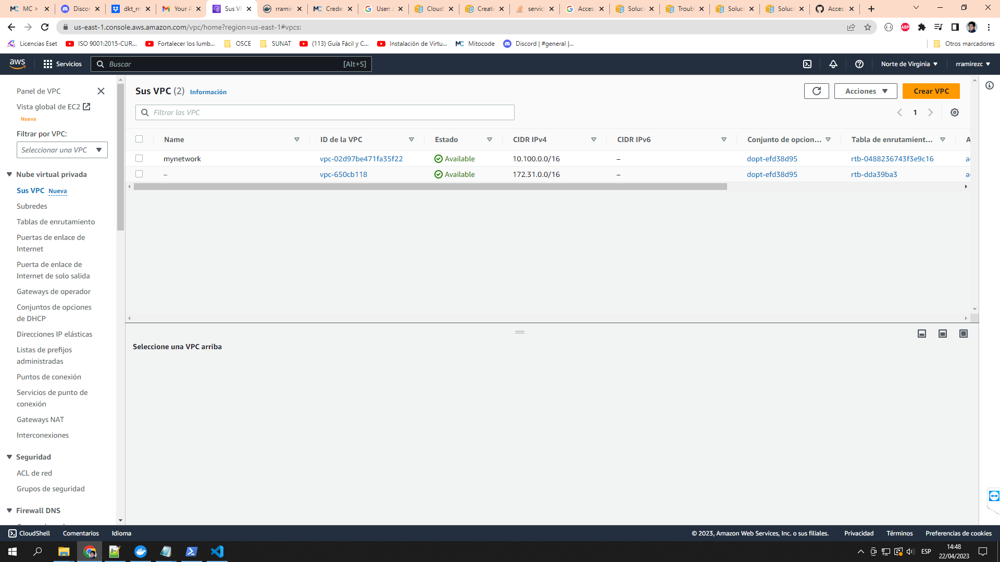 MC >
Discor
dkt_m
Your A
Sus VP
rramir
Crede
User: a
Cloud
Creatin
servici
Acces
Soluci
Troubl
Soluci
Soluci
Acces
us-east-1.console.aws.amazon.com/vpc/home?region=us-east-1#vpcs:
ABP
Licencias Eset
ISO 9001:2015-CUR...
Fortalecer los lumb...
OSCE
SUNAT
(113) Guía Fácil y C...
Instalación de Virtu...
Mitocode
Discord | #general |...
Otros marcadores
aws
Servicios
Buscar
[Alt+S]
Norte de Virginia
rramirezc
Panel de VPC
Vista global de EC2
Nueva
Filtrar por VPC:
Seleccionar una VPC
Nube virtual privada
Sus VPC Nueva
Subredes
Tablas de enrutamiento
Puertas de enlace de
Internet
Puerta de enlace de
Internet de solo salida
Gateways de operador
Conjuntos de opciones
de DHCP
Direcciones IP elásticas
Listas de prefijos
administradas
Puntos de conexión
Servicios de punto de
conexión
Gateways NAT
Interconexiones
Seguridad
ACL de red
Grupos de seguridad
Firewall DNS
Sus VPC (2) Información
Acciones
Crear VPC
Filtrar las VPC
1
Name
ID de la VPC
Estado
CIDR IPv4
CIDR IPv6
Conjunto de opcion...
Tabla de enrutamient...
A
mynetwork
vpc-02d97be471fa35f22
Available
10.100.0.0/16
–
dopt-efd38d95
rtb-0488236743f3e9c16
–
vpc-650cb118
Available
172.31.0.0/16
–
dopt-efd38d95
rtb-dda39ba3
Seleccione una VPC arriba
CloudShell
Comentarios
Idioma
© 2023, Amazon Web Services, Inc. o sus filiales.
Privacidad
Términos
Preferencias de cookies
ESP
14:48
22/04/2023